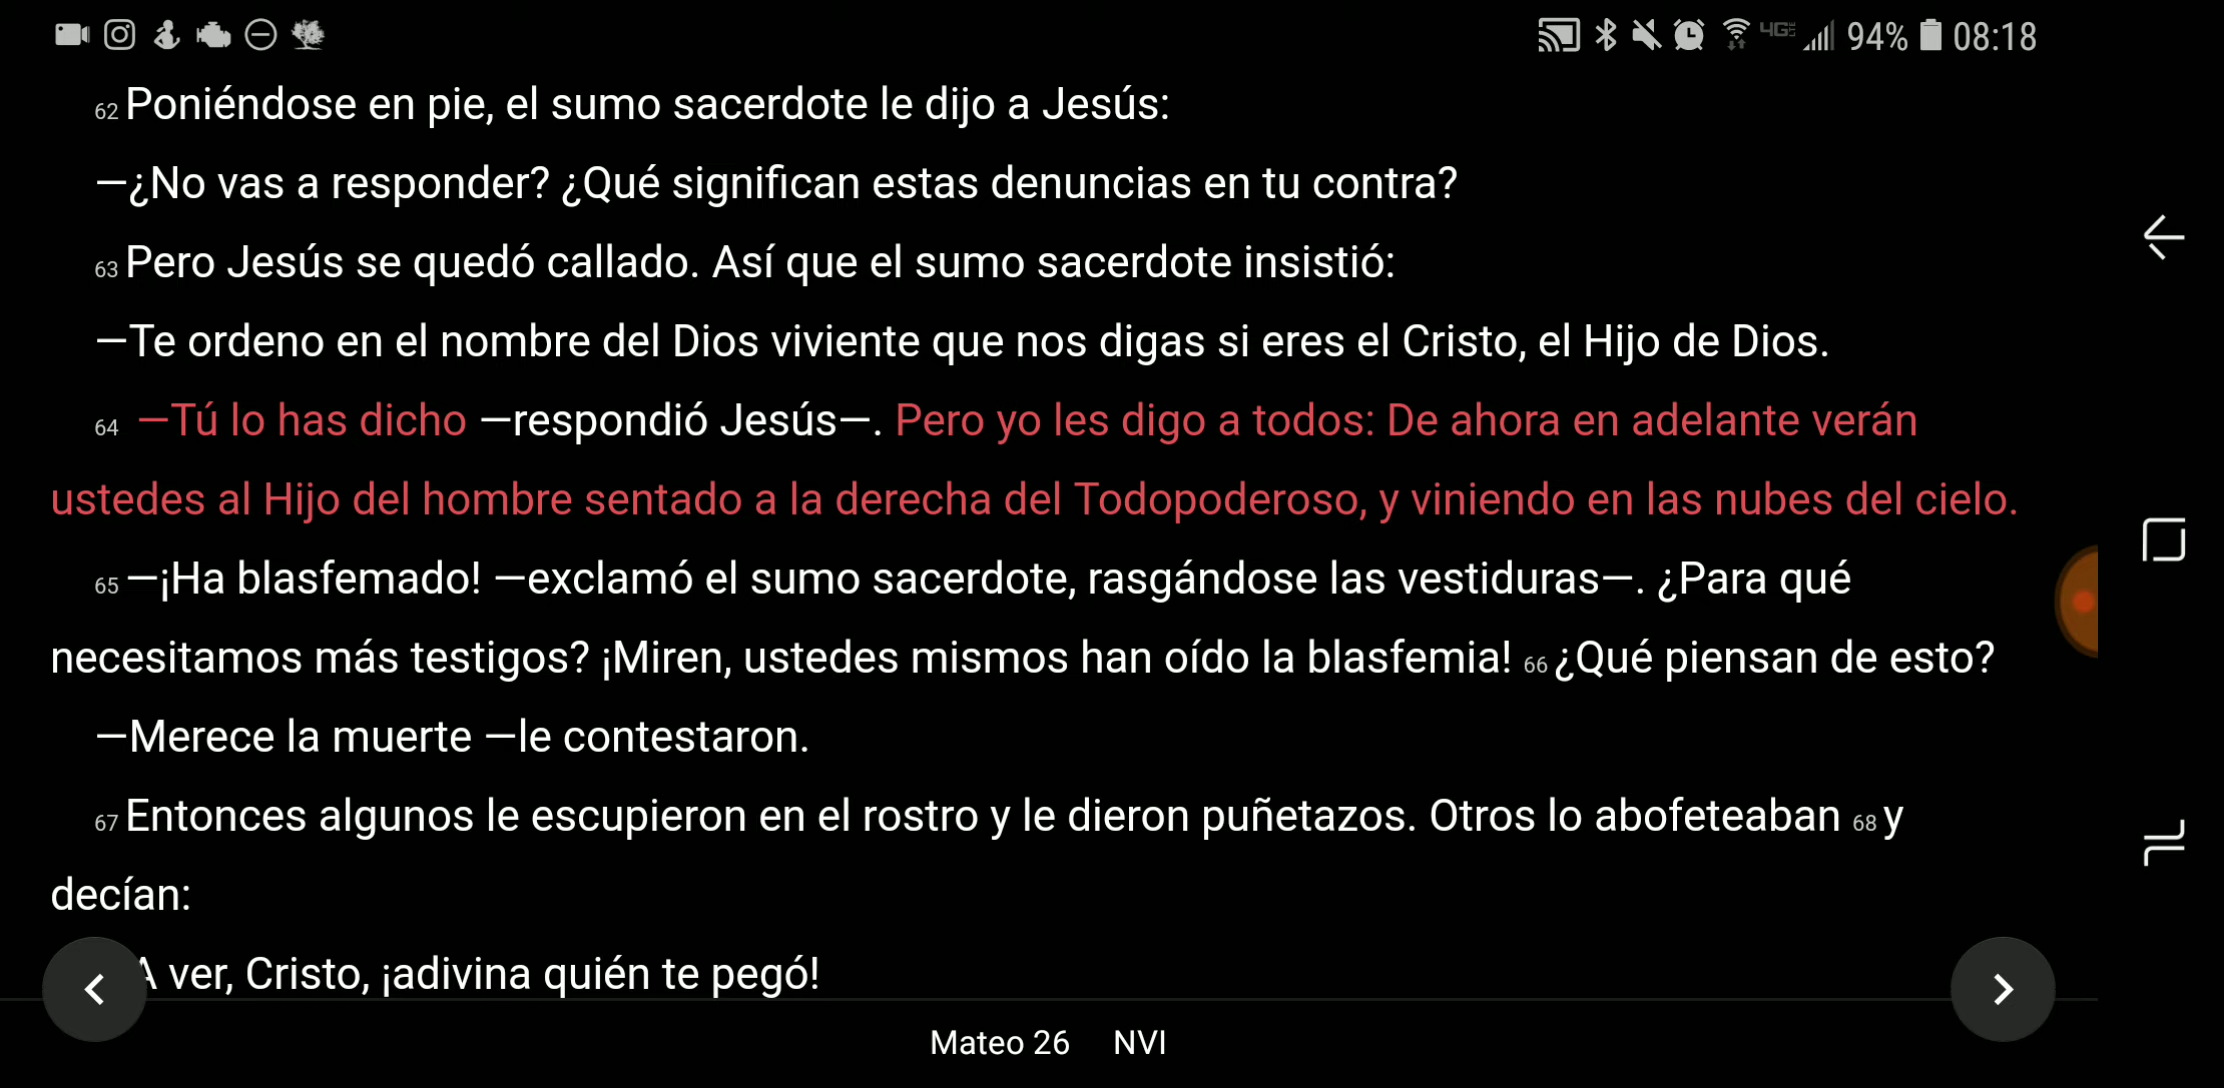 94% 08:18
62 Poniéndose en pie, el sumo sacerdote le dijo a Jesús:
—¿No vas a responder? ¿Qué significan estas denuncias en tu contra?
63 Pero Jesús se quedó callado. Así que el sumo sacerdote insistió:
—Te ordeno en el nombre del Dios viviente que nos digas si eres el Cristo, el Hijo de Dios.
64 —Tú lo has dicho —respondió Jesús—. Pero yo les digo a todos: De ahora en adelante verán
ustedes al Hijo del hombre sentado a la derecha del Todopoderoso, y viniendo en las nubes del cielo.
65 —¡Ha blasfemado! —exclamó el sumo sacerdote, rasgándose las vestiduras—. ¿Para qué
necesitamos más testigos? ¡Miren, ustedes mismos han oído la blasfemia! 66 ¿Qué piensan de esto?
—Merece la muerte —le contestaron.
67 Entonces algunos le escupieron en el rostro y le dieron puñetazos. Otros lo abofeteaban 68 y
decían:
A ver, Cristo, ¡adivina quién te pegó!
Mateo 26 NVI